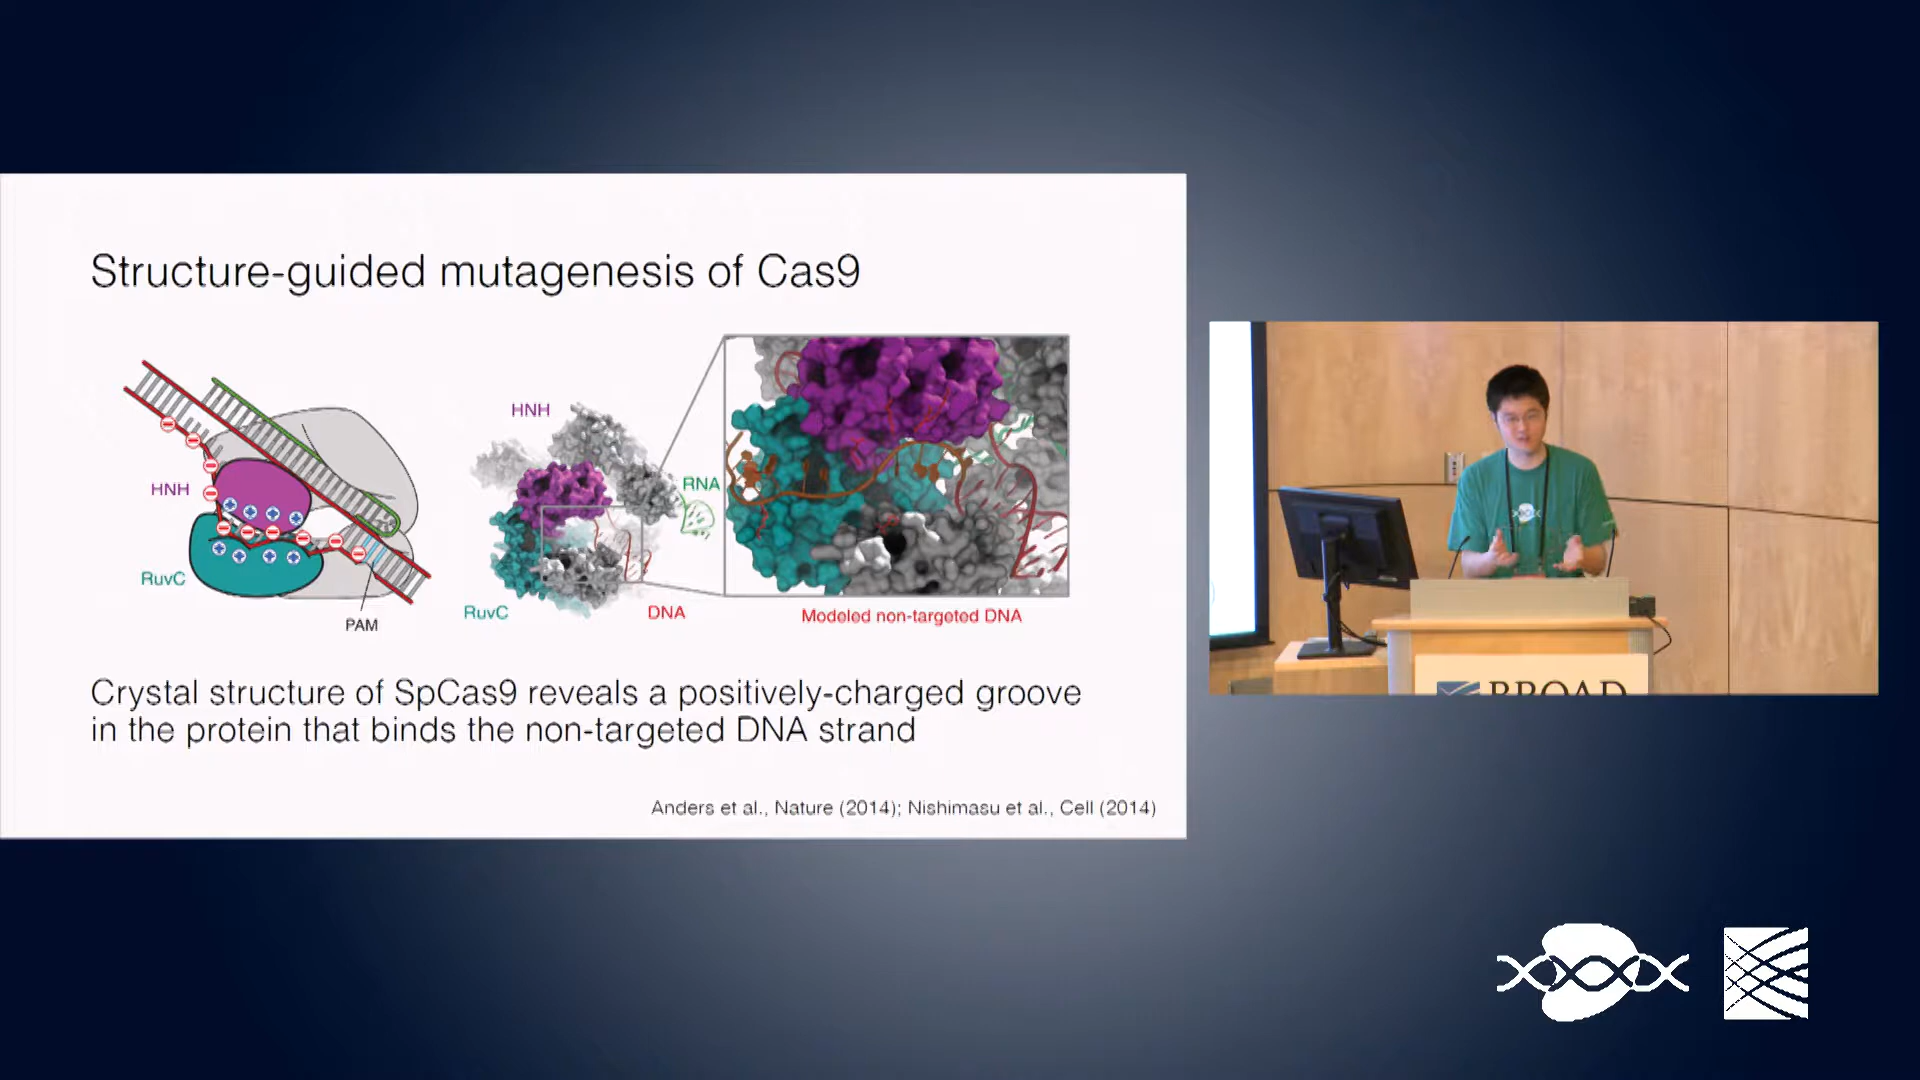 Structure-guided mutagenesis of Cas9
HNH
RuvC
PAM
HNH
RuvC
RNA
DNA
Modeled non-targeted DNA
Crystal structure of SpCas9 reveals a positively-charged groove
in the protein that binds the non-targeted DNA strand
Anders et al., Nature (2014); Nishimasu et al., Cell (2014)
BROAD